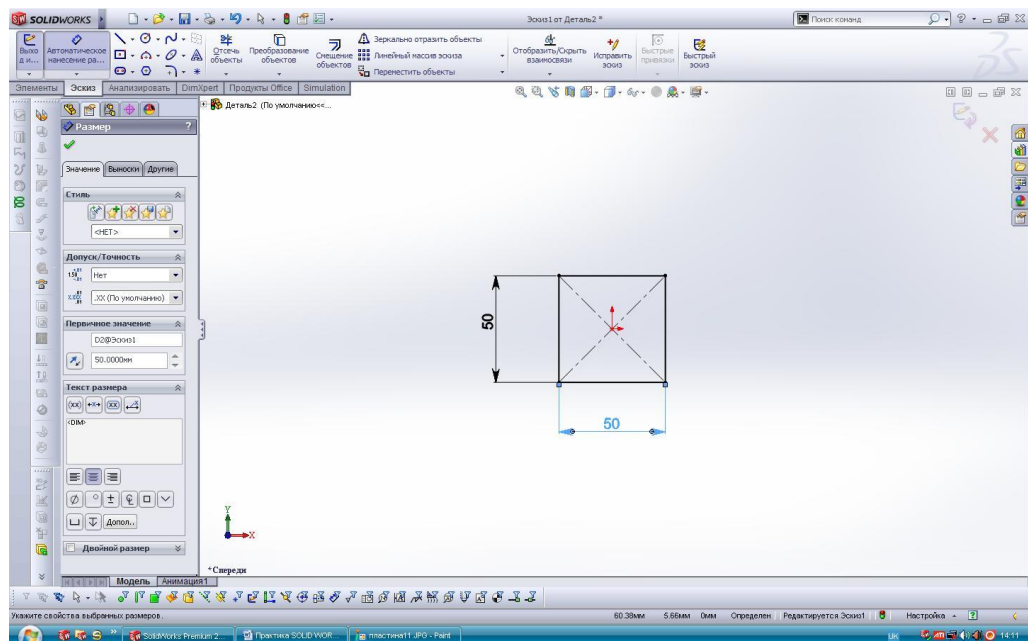 SOLIDWORKS
Эскиз1 от Деталь2 *
Поиск команд
Выхо д и...
Автоматическое нанесение ра...
Отсечь объекты
Преобразование объектов
Смещение объектов
Зеркально отразить объекты
Линейный массив эскиза
Переместить объекты
Отобразить/Скрыть взаимосвязи
Исправить эскиз
Быстрые привязки
Быстрый эскиз
Элементы
Эскиз
Анализировать
DimXpert
Продукты Office
Simulation
Деталь2 (По умолчанию<<...
Размер
?
Значение
Выноски
Другие
Стиль
<НЕТ>
Допуск/Точность
Нет
.XX (По умолчанию)
Первичное значение
D2@Эскиз1
50.0000мм
Текст размера
<DIM>
Допол..
Двойной размер
50
50
Y
X
*Спереди
Модель
Анимация1
Укажите свойства выбранных размеров.
60.38мм
5.66мм
0мм
Определен
Редактируется Эскиз1
Настройка
SolidWorks Premium 2...
Практика SOLID WOR...
пластина11.JPG - Paint
UK
14:11